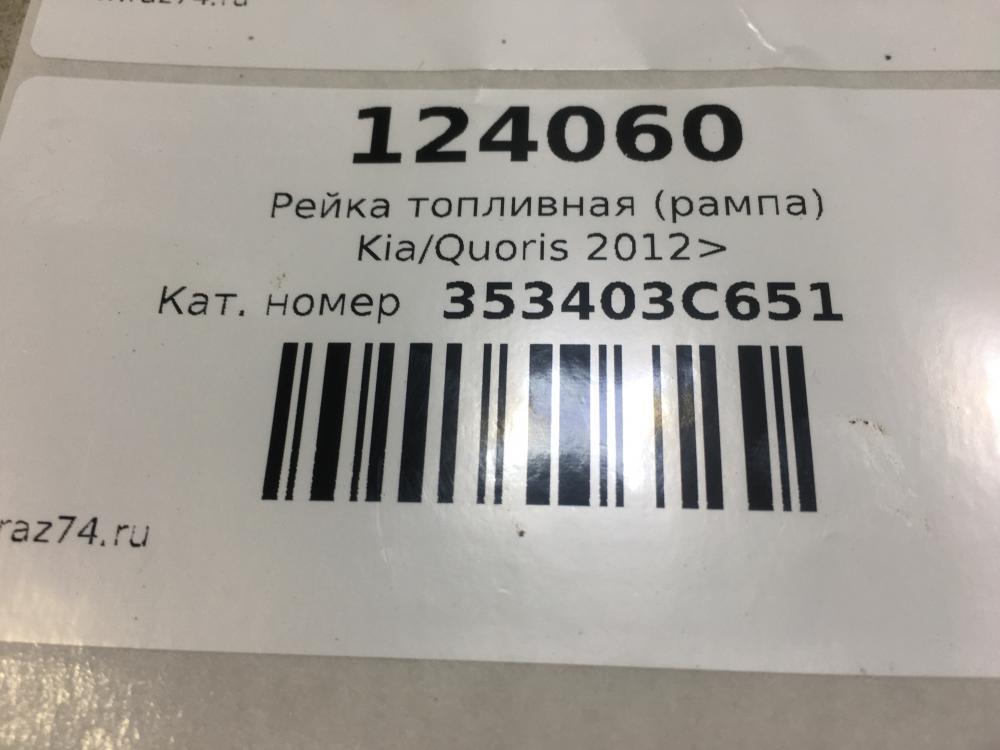 124060
Рейка топливная (рампа)
Kia/Quoris 2012>
Кат. номер 353403C651
raz74.ru